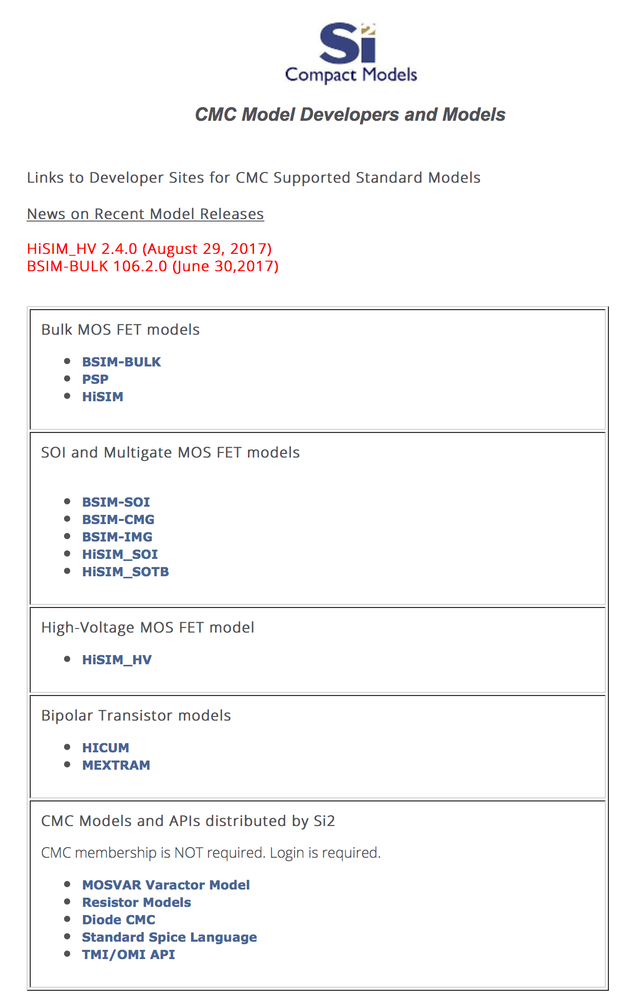 Si2
Compact Models
CMC Model Developers and Models
Links to Developer Sites for CMC Supported Standard Models
News on Recent Model Releases
HiSIM_HV 2.4.0 (August 29, 2017)
BSIM-BULK 106.2.0 (June 30,2017)
Bulk MOS FET models
BSIM-BULK
PSP
HiSIM
SOI and Multigate MOS FET models
BSIM-SOI
BSIM-CMG
BSIM-IMG
HiSIM_SOI
HiSIM_SOTB
High-Voltage MOS FET model
HiSIM_HV
Bipolar Transistor models
HICUM
MEXTRAM
CMC Models and APIs distributed by Si2
CMC membership is NOT required. Login is required.
MOSVAR Varactor Model
Resistor Models
Diode CMC
Standard Spice Language
TMI/OMI API